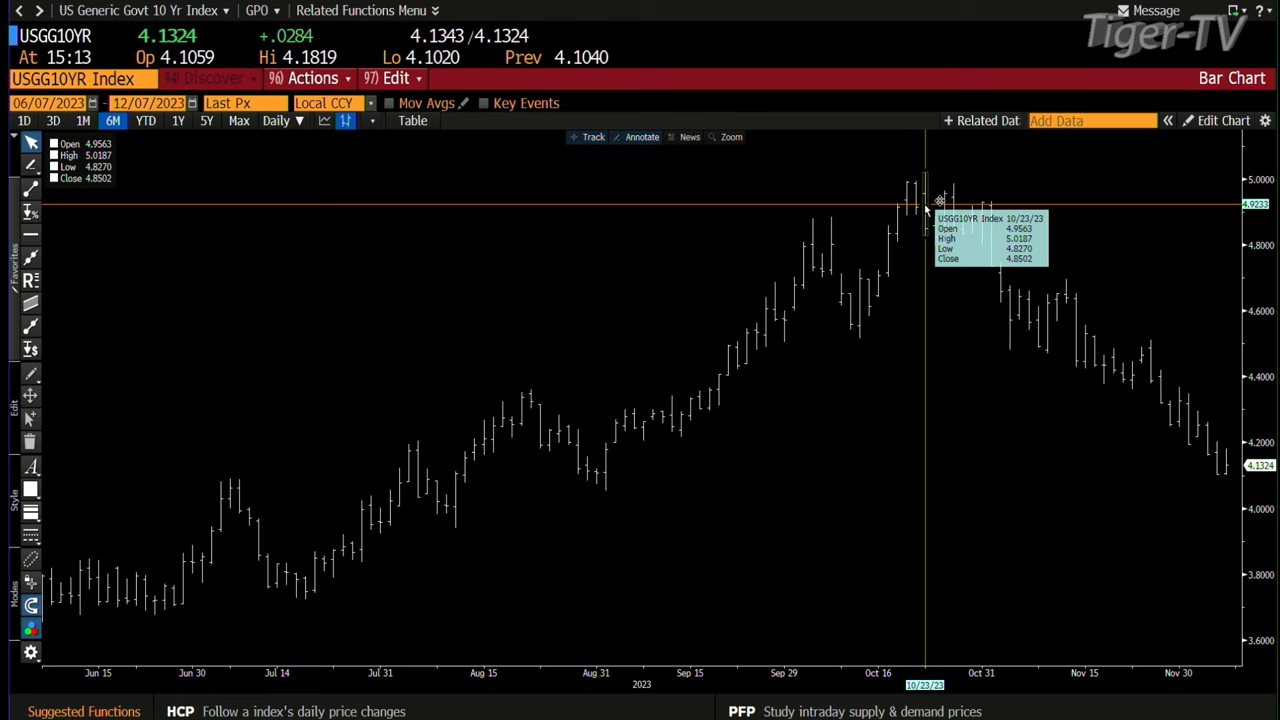 US Generic Govt 10 Yr Index GPO Related Functions Menu Message ?
Tiger-TV
USGG10YR 4.1324 +.0284 4.1343/4.1324
At 15:13 Op 4.1059 Hi 4.1819 Lo 4.1020 Prev 4.1040
USGG10YR Index 94) Discover 96) Actions 97) Edit Bar Chart
06/07/2023 12/07/2023 Last Px Local CCY Mov Avgs Key Events
1D 3D 1M 6M YTD 1Y 5Y Max Daily Table + Related Dat Add Data Edit Chart
Track Annotate News Zoom
Open 4.9563
High 5.0187
Low 4.8270
Close 4.8502
USGG10YR Index 10/23/23
Open 4.9563
High 5.0187
Low 4.8270
Close 4.8502
5.0000
4.9233
4.8000
4.6000
4.4000
4.2000
4.1324
4.0000
3.8000
3.6000
Favorites
Edit
Style
Modes
Jun 15 Jun 30 Jul 14 Jul 31 Aug 15 Aug 31 Sep 15 Sep 29 Oct 16 Oct 31 Nov 15 Nov 30
2023 10/23/23
Suggested Functions HCP Follow a index's daily price changes PFP Study intraday supply & demand prices